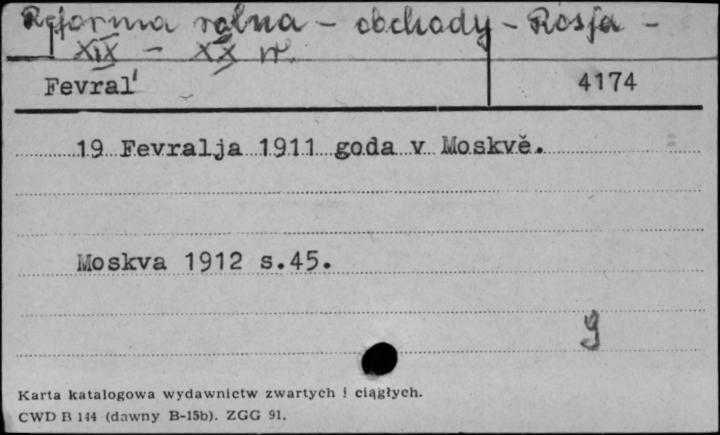 Reforma rolna - obchody - Rosja -
XIX - XX w.
Fevral' 4174
19 Fevralja 1911 goda v Moskvě.
Moskva 1912 s.45.
g
Karta katalogowa wydawnictw zwartych i ciągłych.
CWD B 144 (dawny B-15b). ZGG 91.